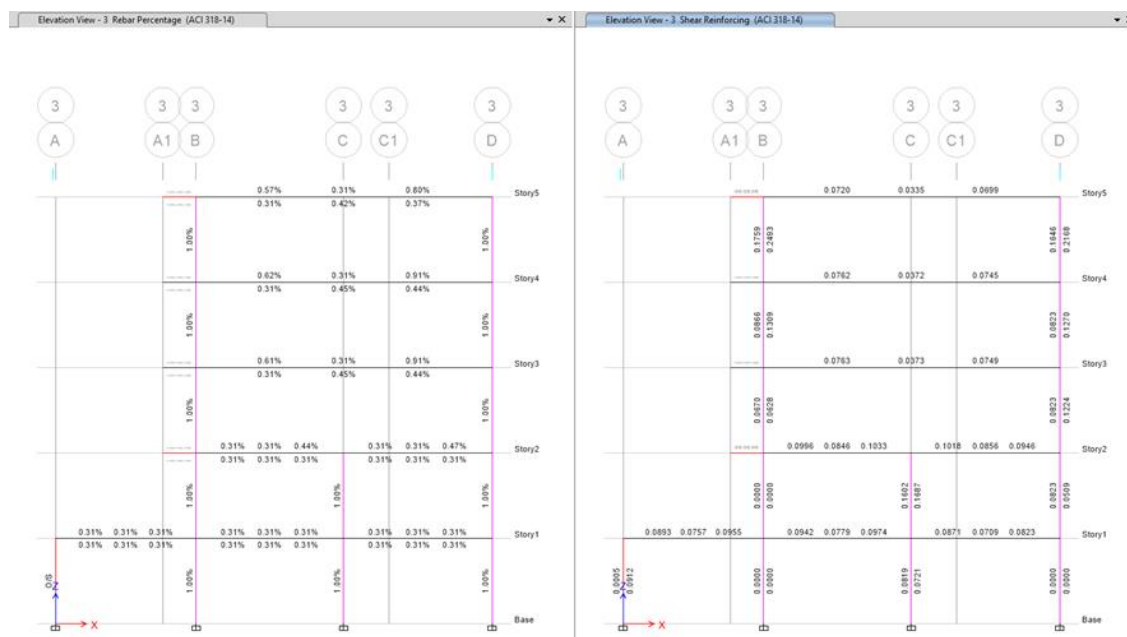 Elevation View - 3 Rebar Percentage (ACI 318-14)
3 3 3 3 3 3
A A1 B C C1 D
0.57% 0.31% 0.80%
Story5
0.31% 0.42% 0.37%
1.00% 1.00%
0.62% 0.31% 0.91%
Story4
0.31% 0.45% 0.44%
1.00% 1.00%
0.61% 0.31% 0.91%
Story3
0.31% 0.45% 0.44%
1.00% 1.00%
0.31% 0.31% 0.44% 0.31% 0.31% 0.47%
Story2
0.31% 0.31% 0.31% 0.31% 0.31% 0.31%
1.00% 1.00% 1.00%
0.31% 0.31% 0.31% 0.31% 0.31% 0.31% 0.31% 0.31% 0.31%
Story1
0.31% 0.31% 0.31% 0.31% 0.31% 0.31% 0.31% 0.31% 0.31%
O/S 1.00% 1.00% 1.00%
Z
X
Base
Elevation View - 3 Shear Reinforcing (ACI 318-14)
3 3 3 3 3 3
A A1 B C C1 D
0.0720 0.0335 0.0699
Story5
0.1759 0.2493 0.1646 0.2168
0.0762 0.0372 0.0745
Story4
0.0866 0.1309 0.0823 0.1270
0.0763 0.0373 0.0749
Story3
0.0670 0.0628 0.0823 0.1224
0.0996 0.0846 0.1033 0.1018 0.0856 0.0946
Story2
0.0000 0.0000 0.1602 0.1687 0.0823 0.0509
0.0893 0.0757 0.0955 0.0942 0.0779 0.0974 0.0871 0.0709 0.0823
Story1
0.0005 0.0912 0.0000 0.0000 0.0819 0.0721 0.0000 0.0000
Z
X
Base